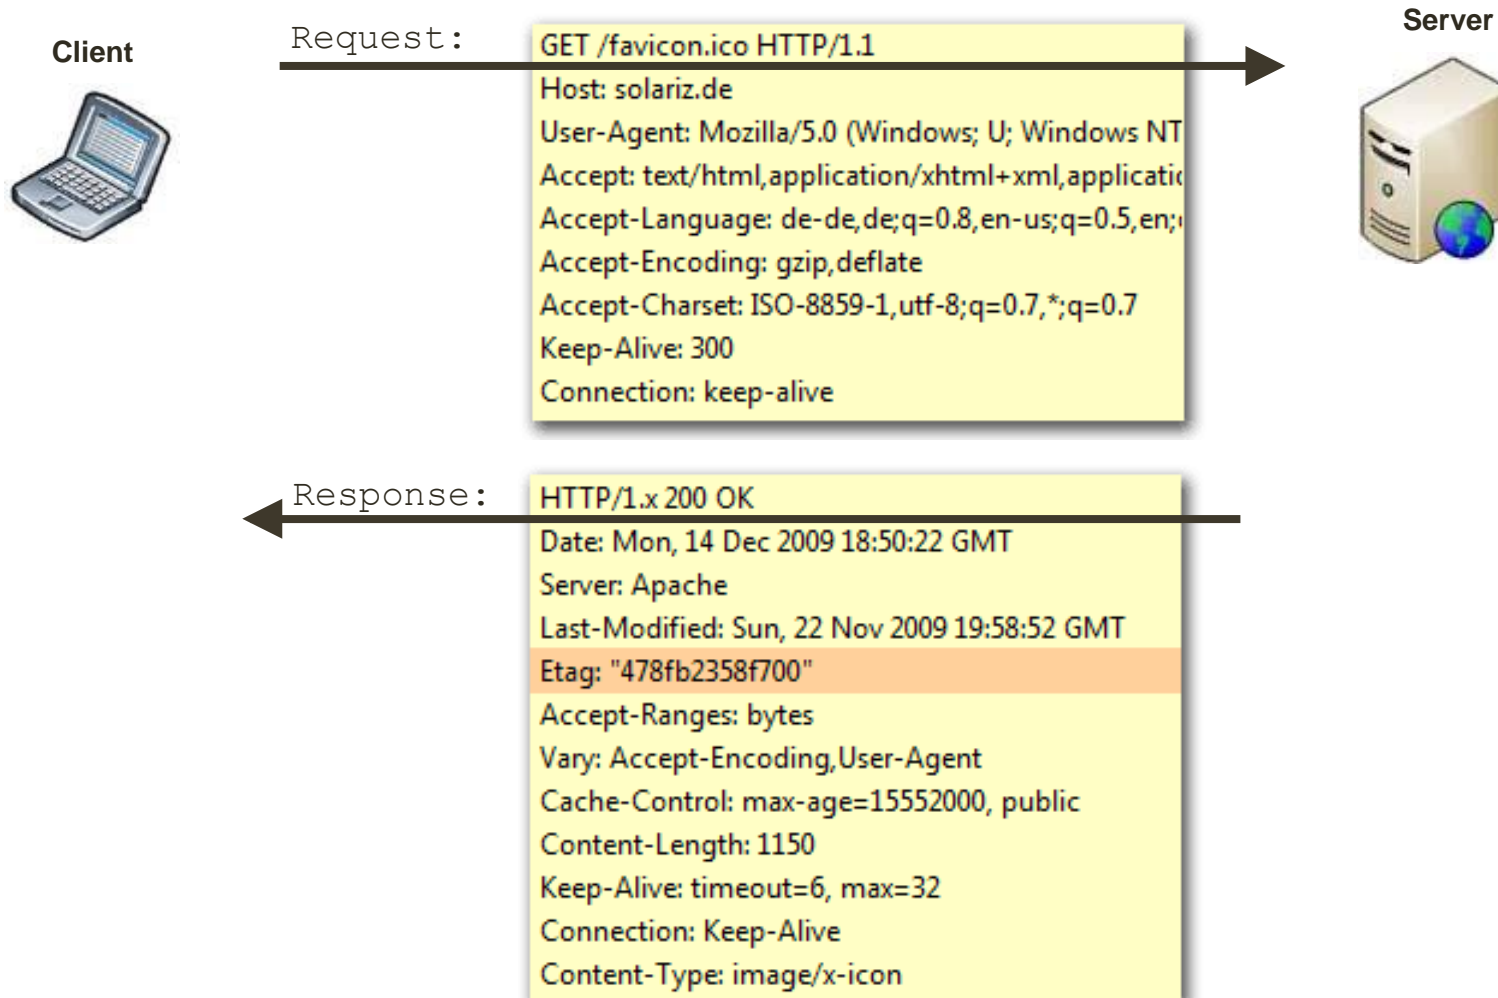 Client
Request:
Server
GET /favicon.ico HTTP/1.1
Host: solariz.de
User-Agent: Mozilla/5.0 (Windows; U; Windows NT
Accept: text/html,application/xhtml+xml,applicatio
Accept-Language: de-de,de;q=0.8,en-us;q=0.5,en;
Accept-Encoding: gzip,deflate
Accept-Charset: ISO-8859-1,utf-8;q=0.7,*;q=0.7
Keep-Alive: 300
Connection: keep-alive
Response:
HTTP/1.x 200 OK
Date: Mon, 14 Dec 2009 18:50:22 GMT
Server: Apache
Last-Modified: Sun, 22 Nov 2009 19:58:52 GMT
Etag: "478fb2358f700"
Accept-Ranges: bytes
Vary: Accept-Encoding,User-Agent
Cache-Control: max-age=15552000, public
Content-Length: 1150
Keep-Alive: timeout=6, max=32
Connection: Keep-Alive
Content-Type: image/x-icon